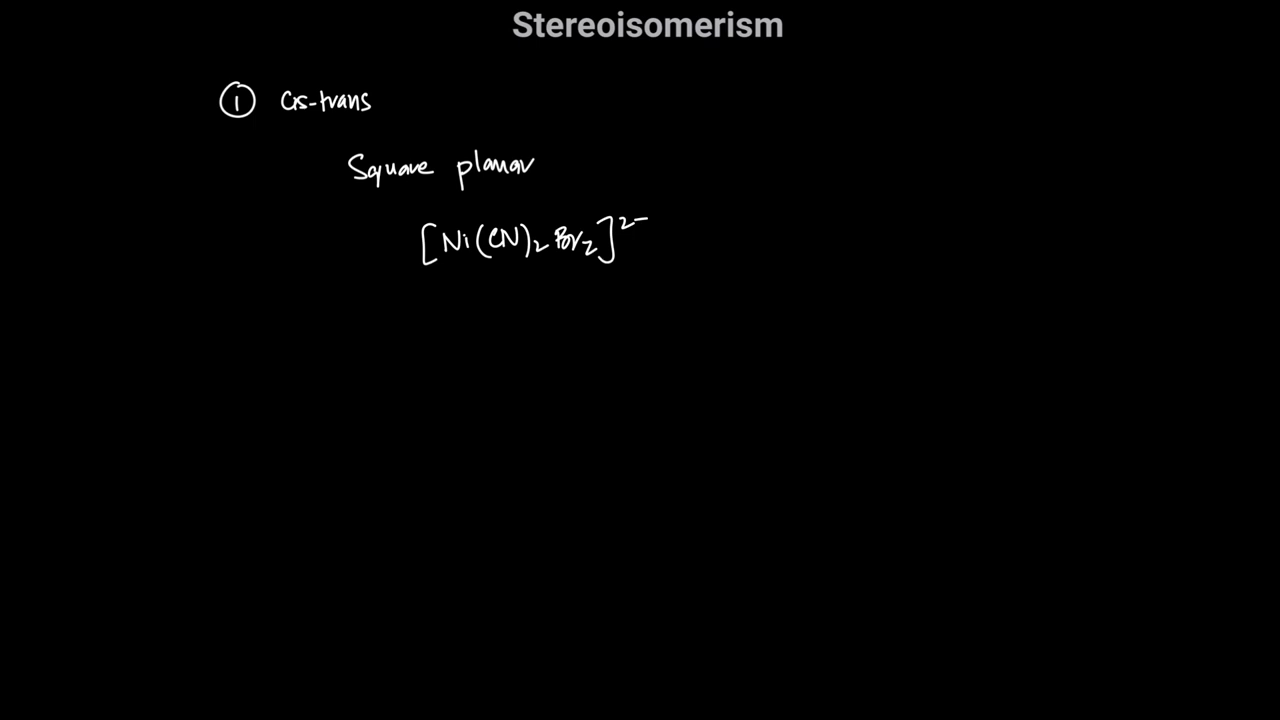 Stereoisomerism
① cis-trans
Square planar
[Ni(CN)₂Br₂]²⁻